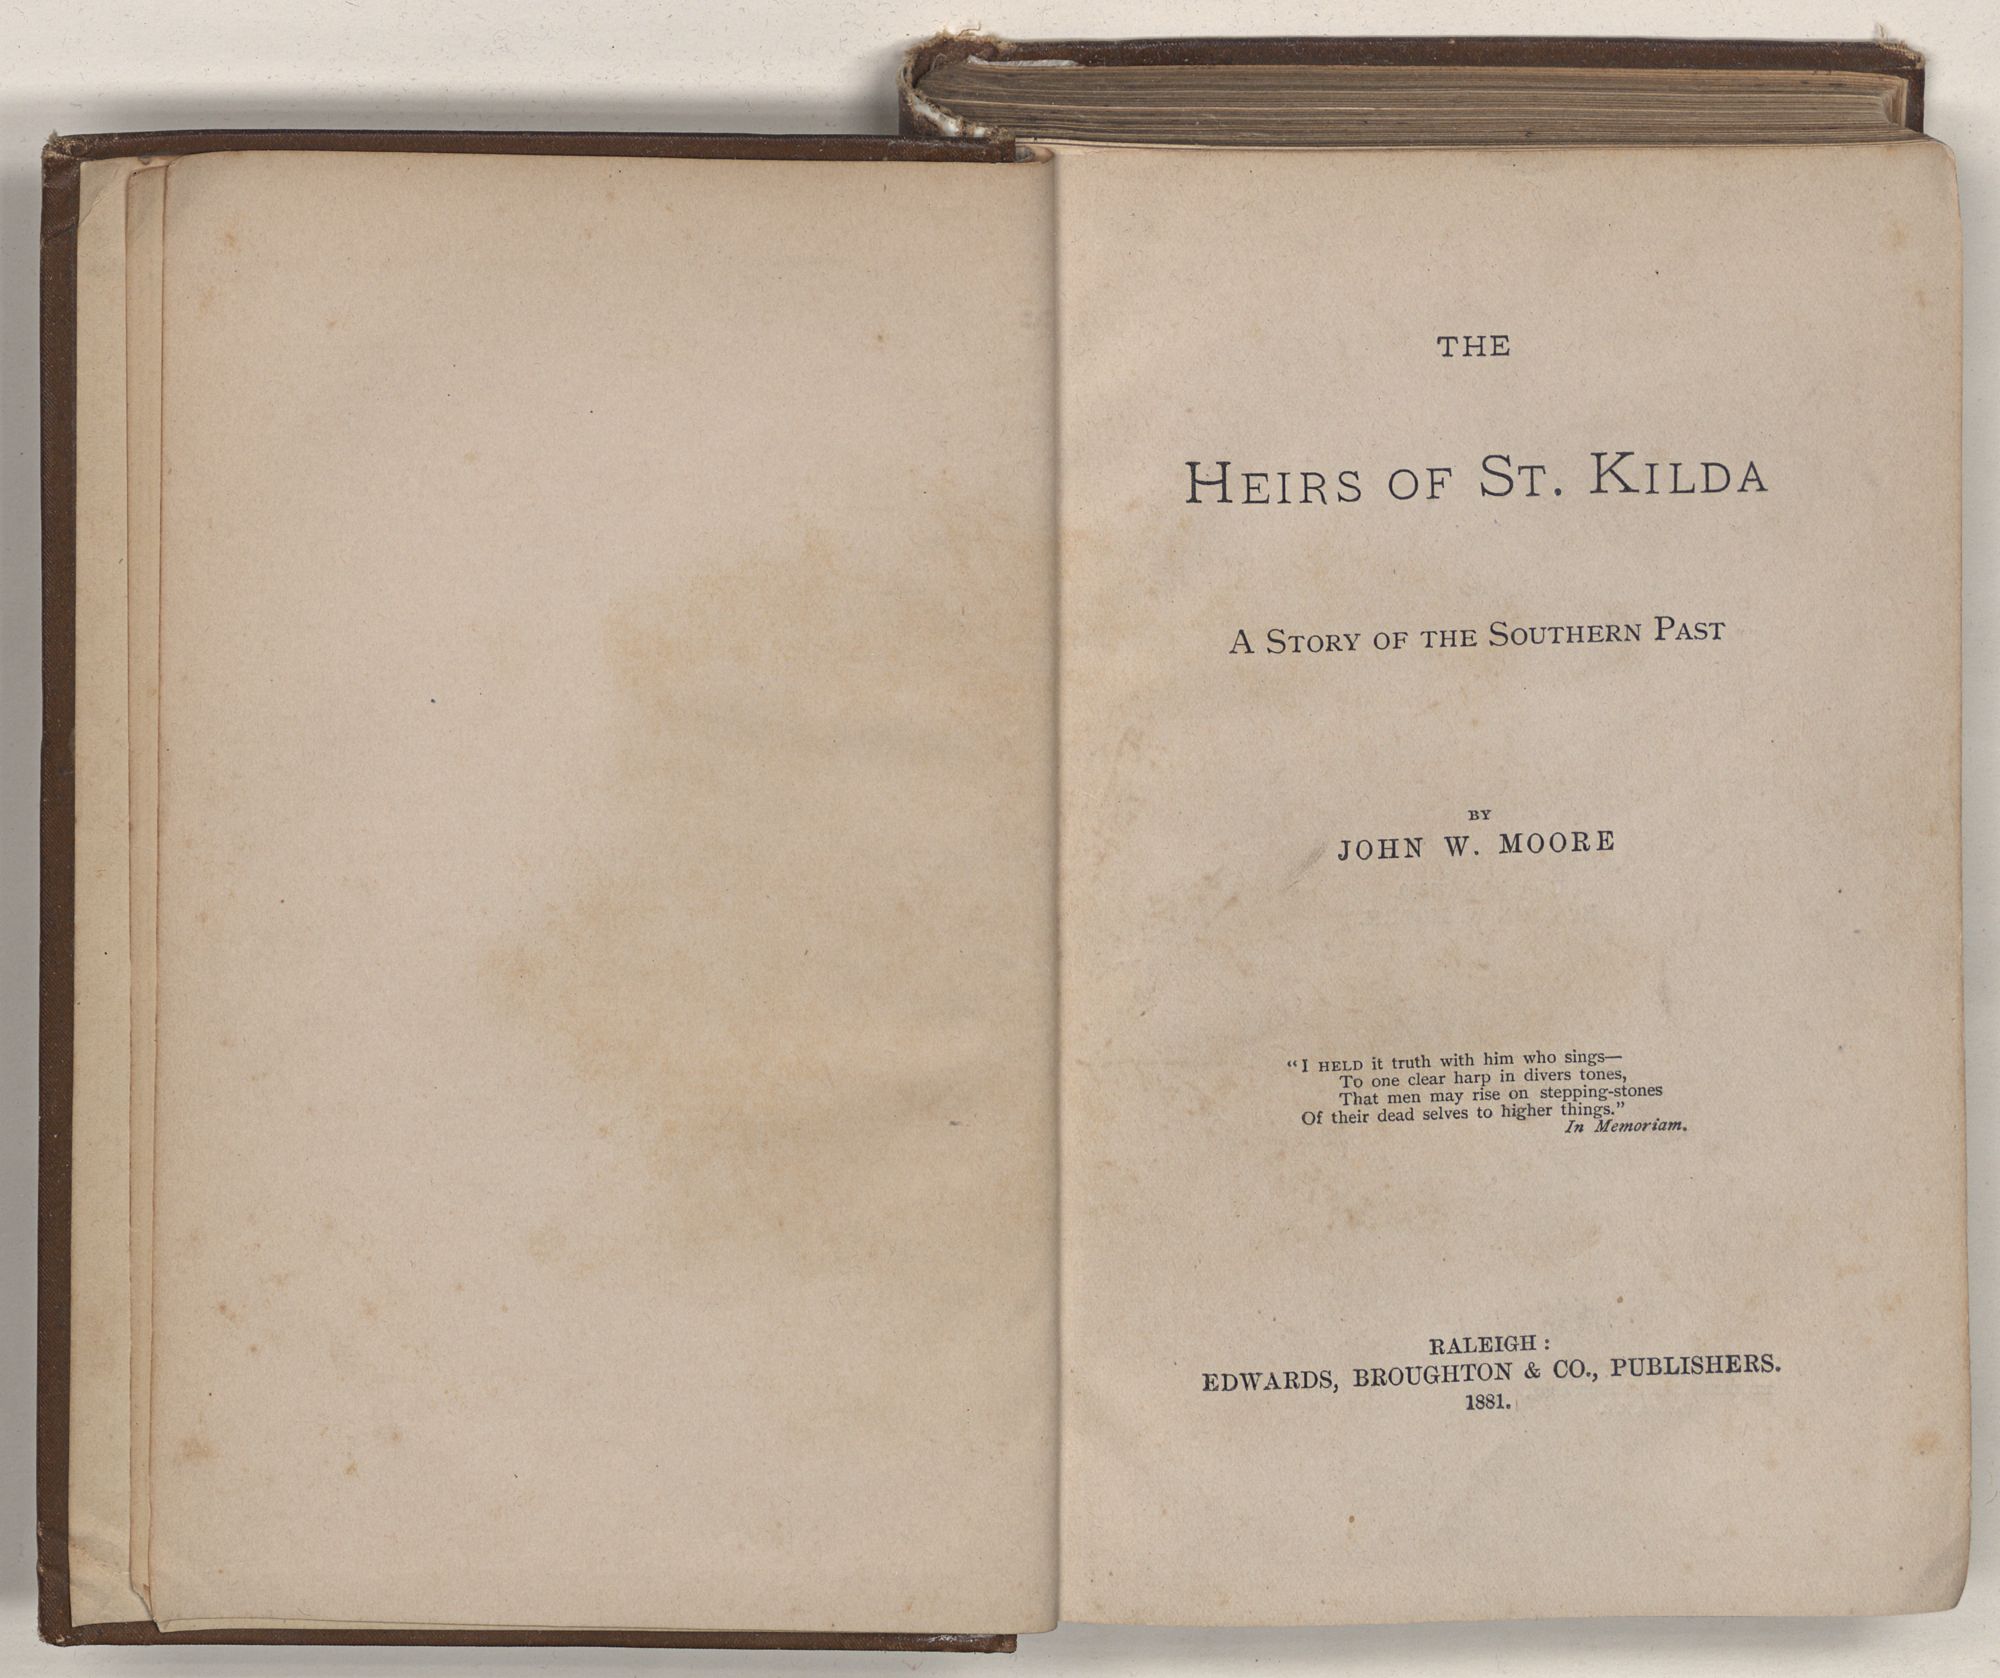 THE
HEIRS OF ST. KILDA
A STORY OF THE SOUTHERN PAST
BY
JOHN W. MOORE
"I HELD it truth with him who sings—
To one clear harp in divers tones,
That men may rise on stepping-stones
Of their dead selves to higher things."
In Memoriam.
RALEIGH:
EDWARDS, BROUGHTON & CO., PUBLISHERS.
1881.